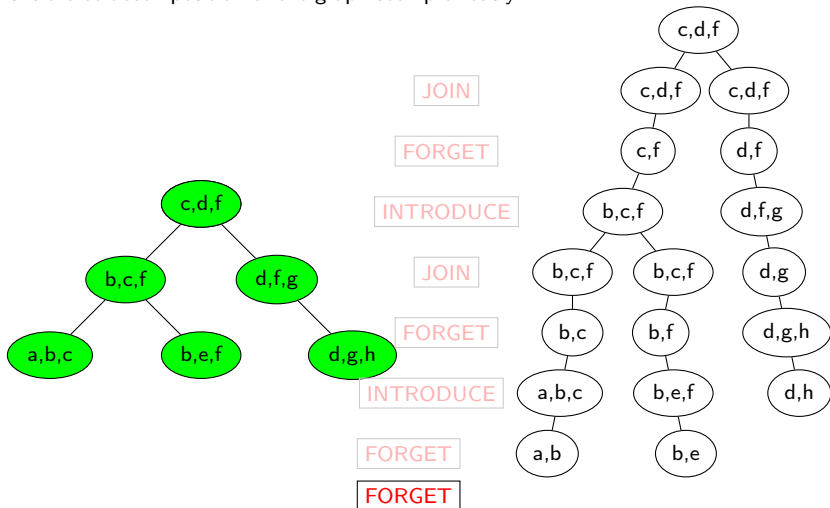 c,d,f
JOIN
c,d,f
c,d,f
FORGET
c,f
d,f
c,d,f
INTRODUCE
b,c,f
d,f,g
b,c,f
d,f,g
JOIN
b,c,f
b,c,f
d,g
a,b,c
b,e,f
d,g,h
FORGET
b,c
b,f
d,g,h
INTRODUCE
a,b,c
b,e,f
d,h
FORGET
a,b
b,e
FORGET